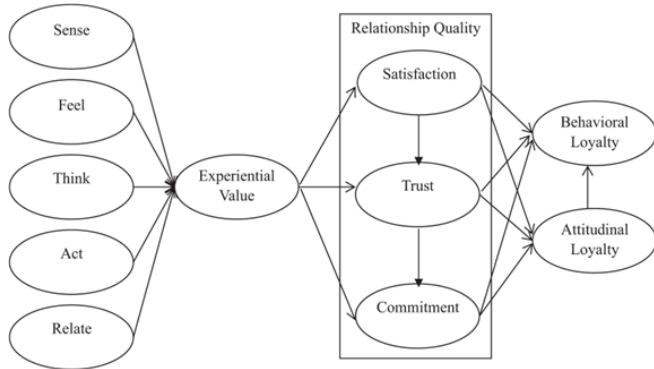 Sense
Feel
Think
Act
Relate
Experiential
Value
Relationship Quality
Satisfaction
Trust
Commitment
Behavioral
Loyalty
Attitudinal
Loyalty